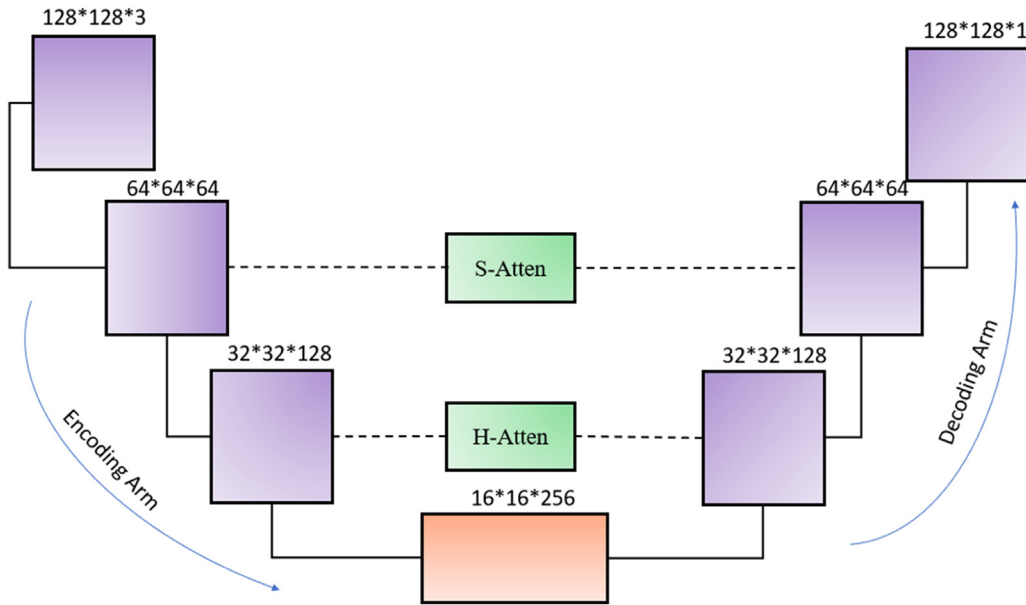 128*128*3
128*128*1
64*64*64
64*64*64
S-Atten
32*32*128
32*32*128
H-Atten
Encoding Arm
Decoding Arm
16*16*256